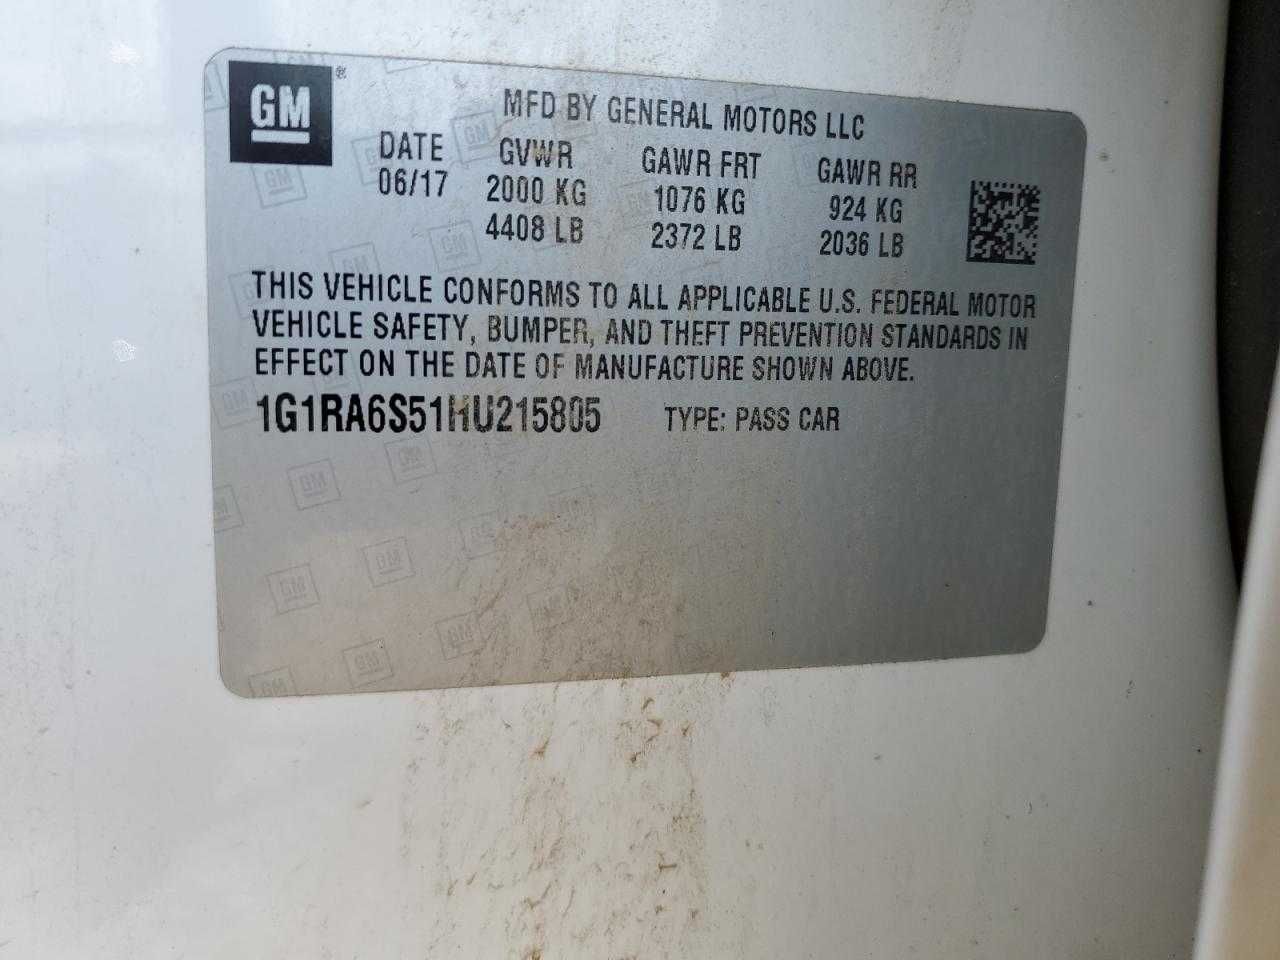 GM ®
MFD BY GENERAL MOTORS LLC
DATE GVWR GAWR FRT GAWR RR
06/17 2000 KG 1076 KG 924 KG
4408 LB 2372 LB 2036 LB
THIS VEHICLE CONFORMS TO ALL APPLICABLE U.S. FEDERAL MOTOR
VEHICLE SAFETY, BUMPER, AND THEFT PREVENTION STANDARDS IN
EFFECT ON THE DATE OF MANUFACTURE SHOWN ABOVE.
1G1RA6S51HU215805 TYPE: PASS CAR